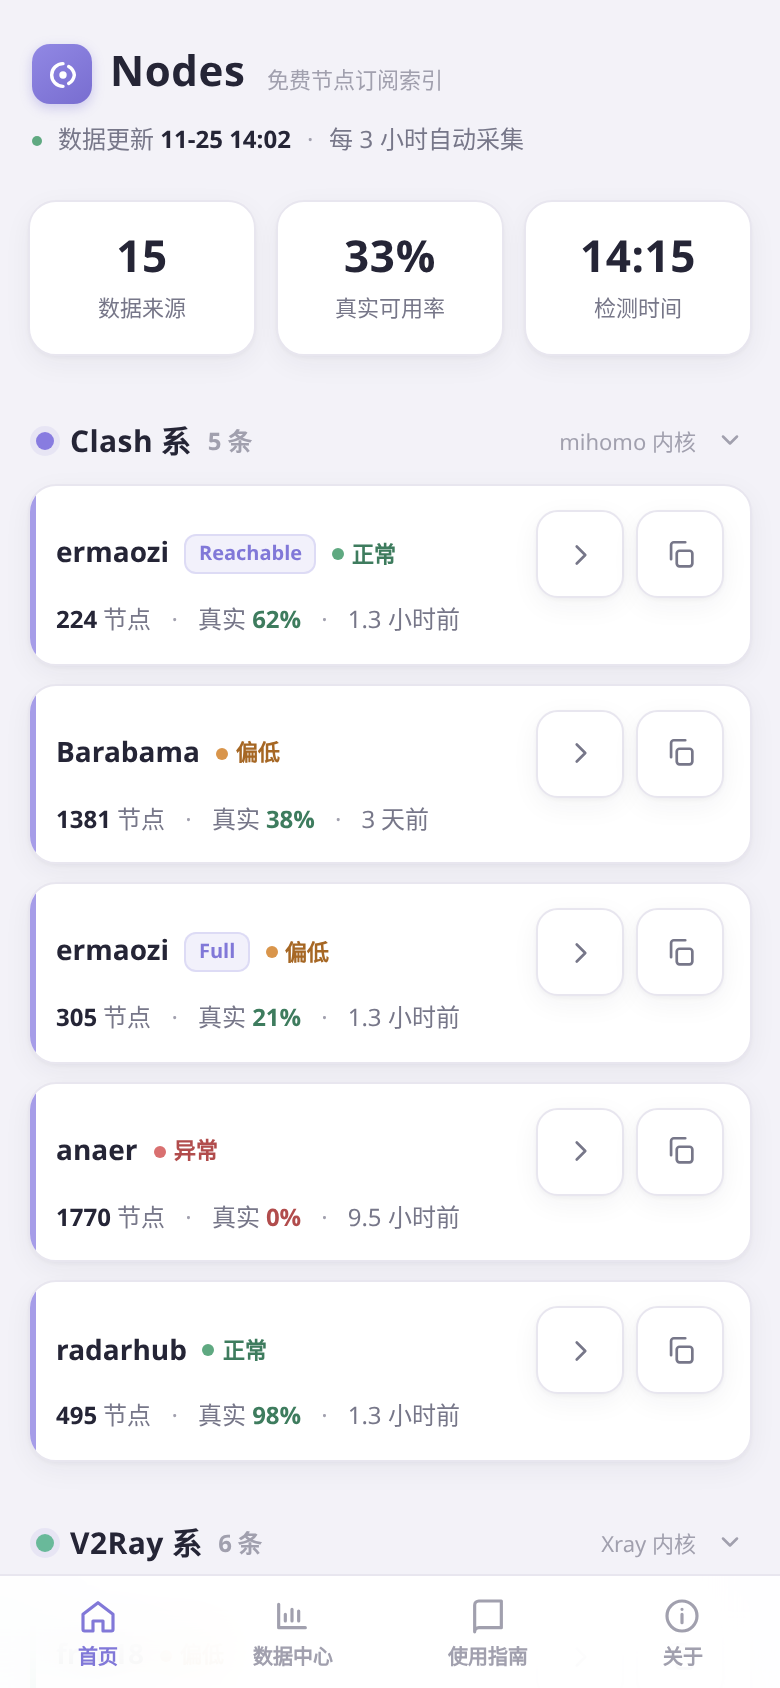 Nodes 免费节点订阅索引
数据更新 11-25 14:02 · 每 3 小时自动采集
15 33% 14:15
数据来源 真实可用率 检测时间
Clash 系 5 条 mihomo 内核
ermaozi Reachable 正常
224 节点 · 真实 62% · 1.3 小时前
Barabama 偏低
1381 节点 · 真实 38% · 3 天前
ermaozi Full 偏低
305 节点 · 真实 21% · 1.3 小时前
anaer 异常
1770 节点 · 真实 0% · 9.5 小时前
radarhub 正常
495 节点 · 真实 98% · 1.3 小时前
V2Ray 系 6 条 Xray 内核
首页 数据中心 使用指南 关于